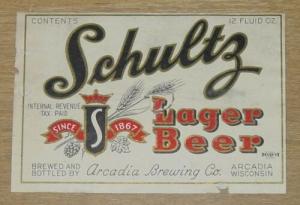 CONTENTS 12 FLUID OZ.
Schultz
INTERNAL REVENUE
TAX PAID
SINCE S 1867
Lager
Beer
BREWED AND
BOTTLED BY Arcadia Brewing Co. ARCADIA
WISCONSIN